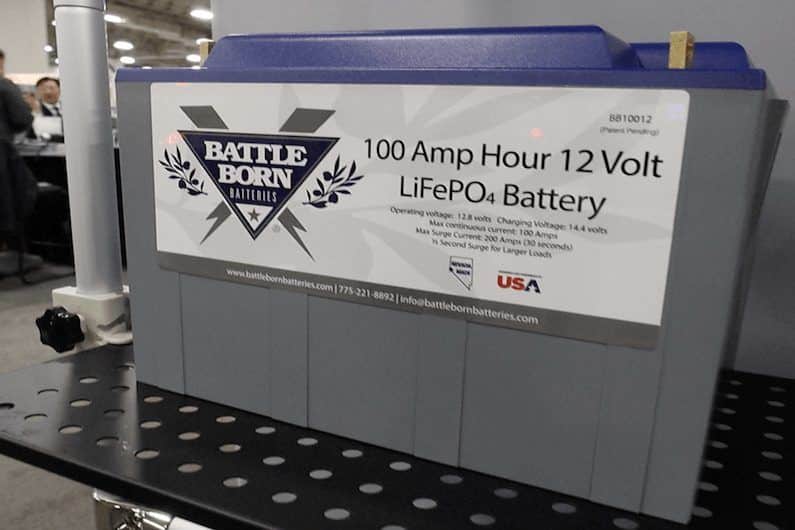 BATTLE
BORN
BATTERIES
®
BB10012
(Patent Pending)
100 Amp Hour 12 Volt
LiFePO4 Battery
Operating voltage: 12.8 volts Charging Voltage: 14.4 volts
Max continuous current: 100 Amps
Max Surge Current: 200 Amps (30 seconds)
½ Second Surge for Larger Loads
NEVADA
MADE
USA
www.battlebornbatteries.com | 775-221-8892 | info@battlebornbatteries.com